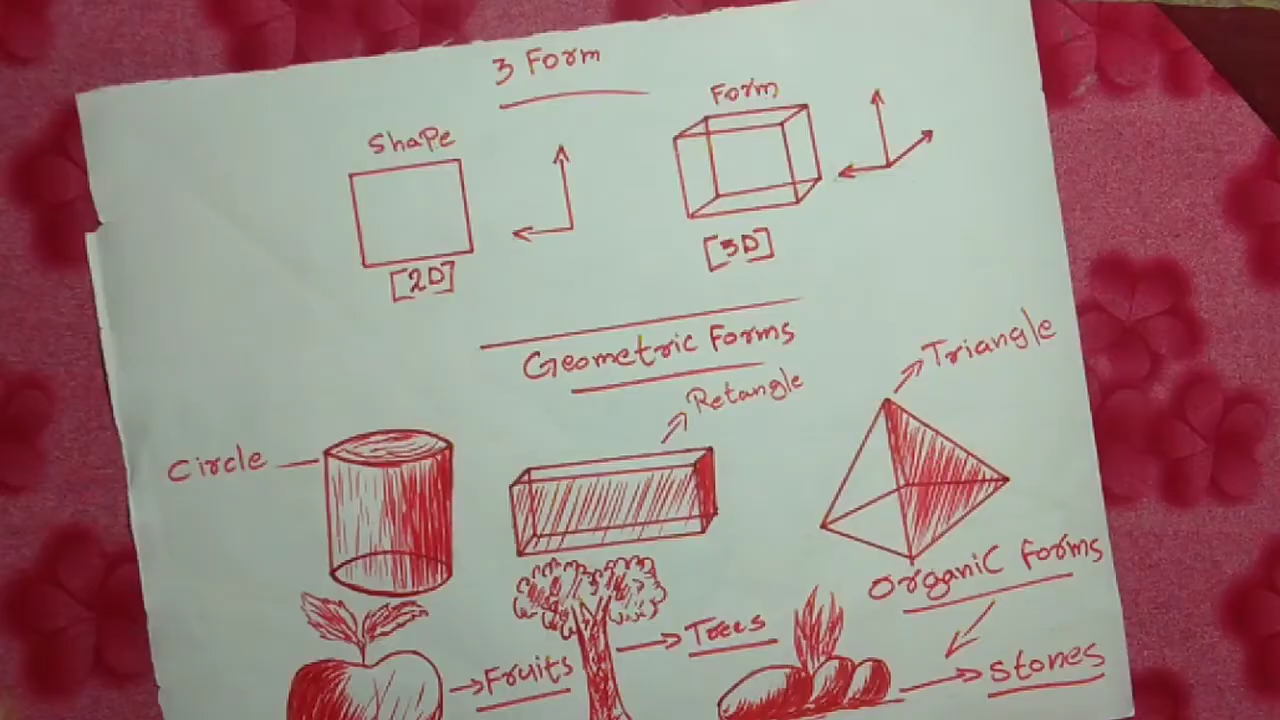 3 Form
Shape
Form
[2D]
[3D]
Geometric Forms
Circle
Retangle
Triangle
Organic Forms
Fruits
Trees
Stones